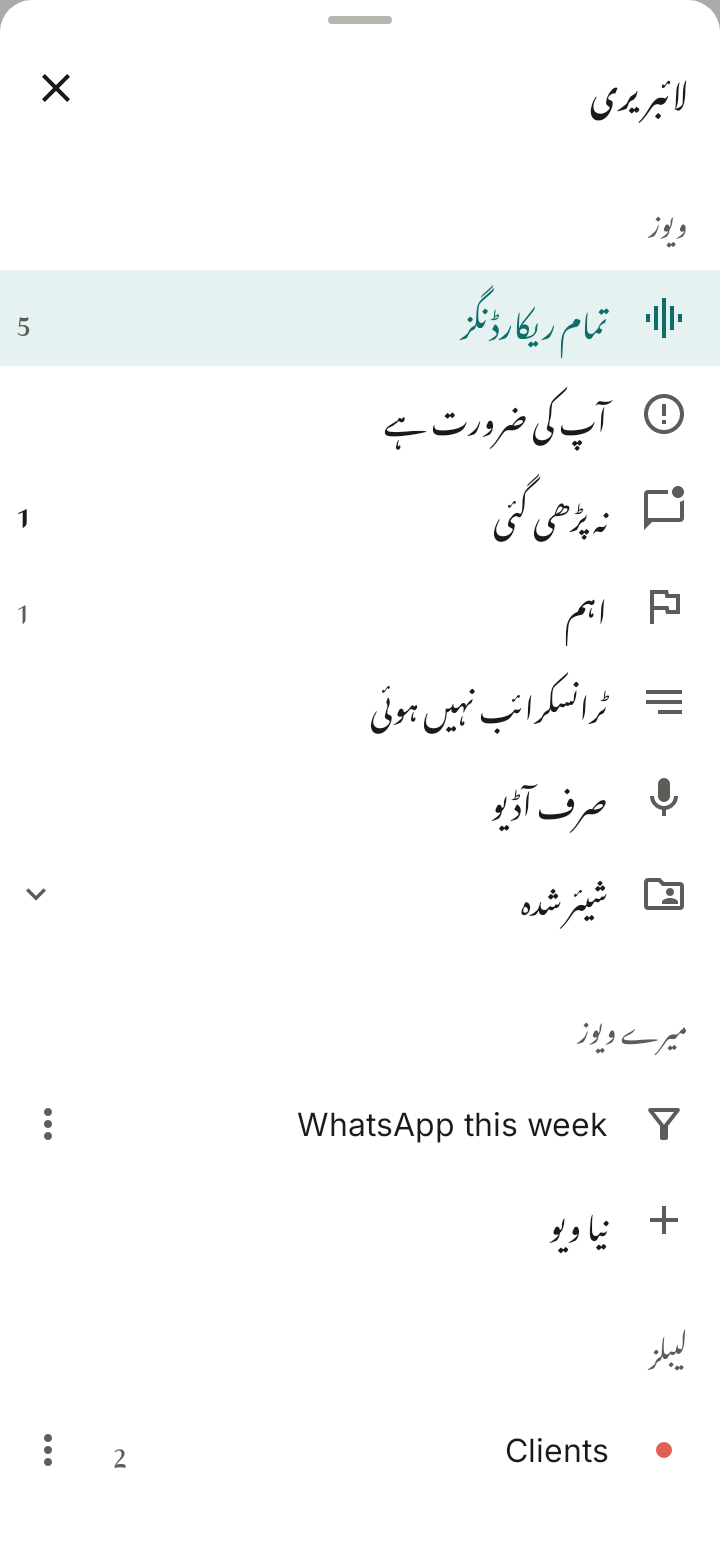 لائبریری
ویوز
تمام ریکارڈنگز 5
آپ کی ضرورت ہے
نہ پڑھی گئی 1
اہم 1
ٹرانسکرائب نہیں ہوئی
صرف آڈیو
شیئر شدہ
میرے ویوز
WhatsApp this week
نیا ویو
لیبلز
Clients 2